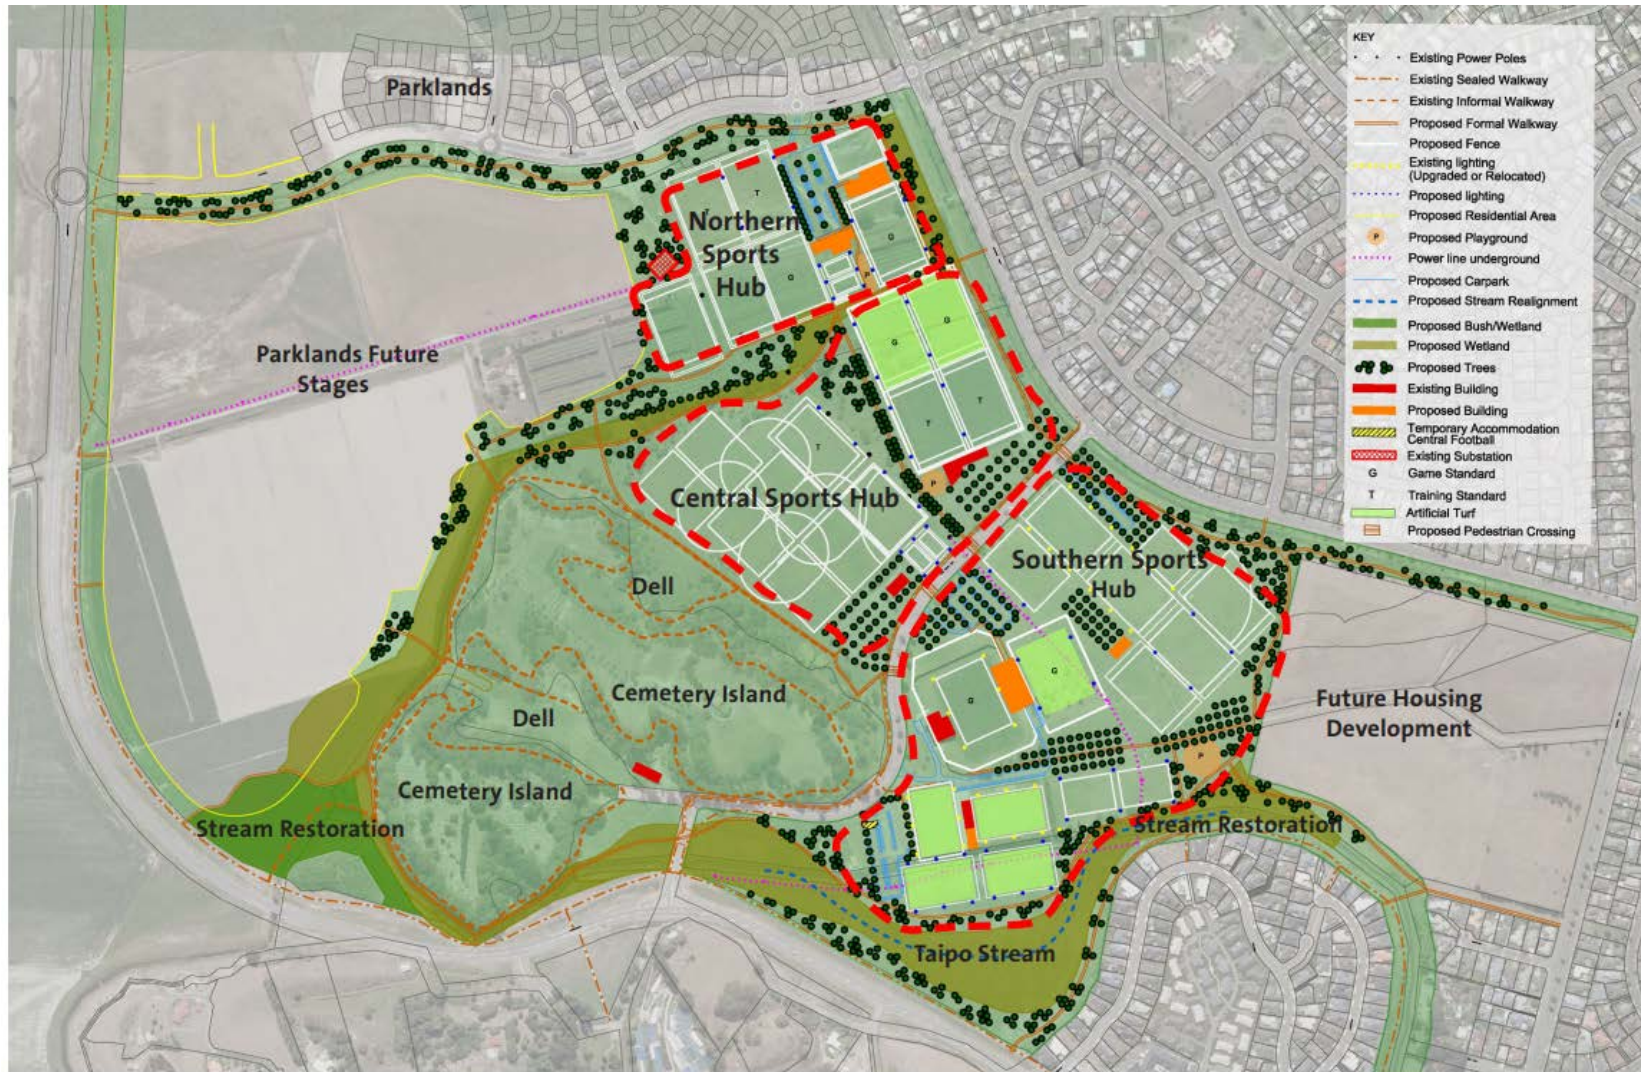 Parklands
Northern
Sports
Hub
Parklands Future
Stages
Central Sports Hub
Southern Sports
Hub
Dell
Cemetery Island
Dell
Cemetery Island
Future Housing
Development
Stream Restoration
Stream Restoration
Taipo Stream
T
G
G
P
G
G
T
T
T
P
G
G
P
KEY
Existing Power Poles
Existing Sealed Walkway
Existing Informal Walkway
Proposed Formal Walkway
Proposed Fence
Existing lighting
(Upgraded or Relocated)
Proposed lighting
Proposed Residential Area
P Proposed Playground
Power line underground
Proposed Carpark
Proposed Stream Realignment
Proposed Bush/Wetland
Proposed Wetland
Proposed Trees
Existing Building
Proposed Building
Temporary Accommodation
Central Football
Existing Substation
G Game Standard
T Training Standard
Artificial Turf
Proposed Pedestrian Crossing